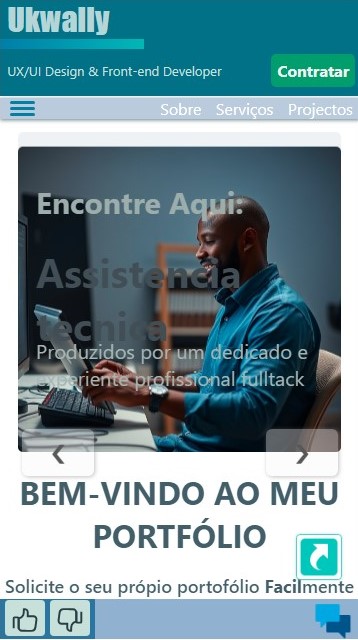 Ukwally
UX/UI Design & Front-end Developer
Contratar
Sobre Serviços Projectos
Encontre Aqui:
Assistencia
tecnica
Produzidos por um dedicado e
experiente profissional fulltack
BEM-VINDO AO MEU
PORTFÓLIO
Solicite o seu própio portofólio Facilmente